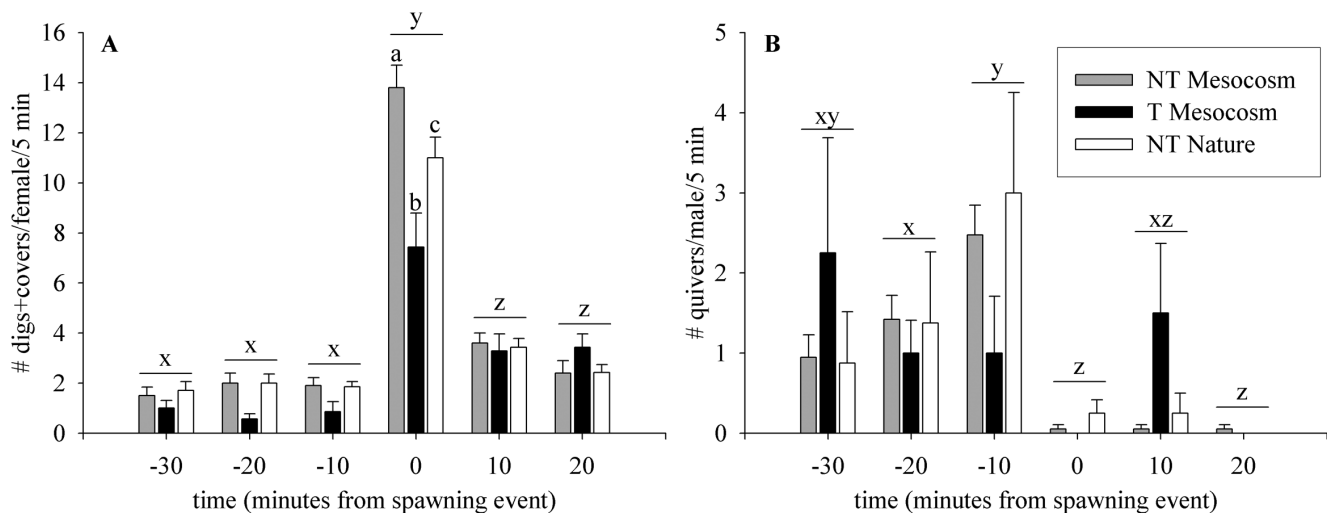 A
# digs+covers/female/5 min
16
14
12
10
8
6
4
2
0
x
x
x
y
a
b
c
z
z
-30
-20
-10
0
10
20
time (minutes from spawning event)
B
# quivers/male/5 min
5
4
3
2
1
0
xy
x
y
z
xz
z
-30
-20
-10
0
10
20
time (minutes from spawning event)
NT Mesocosm
T Mesocosm
NT Nature